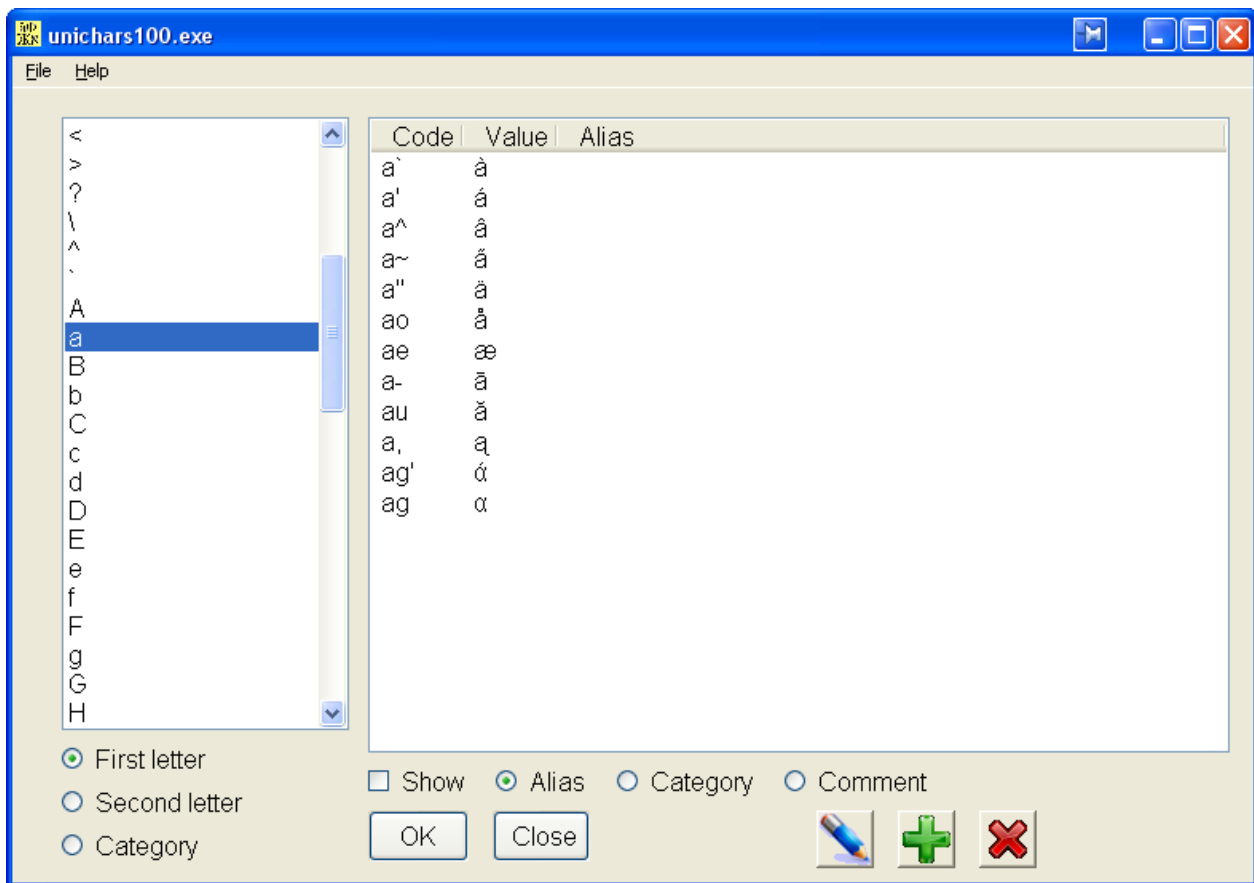 unichars100.exe
File Help
<
>
?
\
^
`
A
a
B
b
C
c
d
D
E
e
f
F
g
G
H
First letter
Second letter
Category
Code Value Alias
a` à
a' á
a^ â
a~ ã
a" ä
ao å
ae æ
a- ā
au ă
a, ą
ag' ά
ag α
Show Alias Category Comment
OK Close